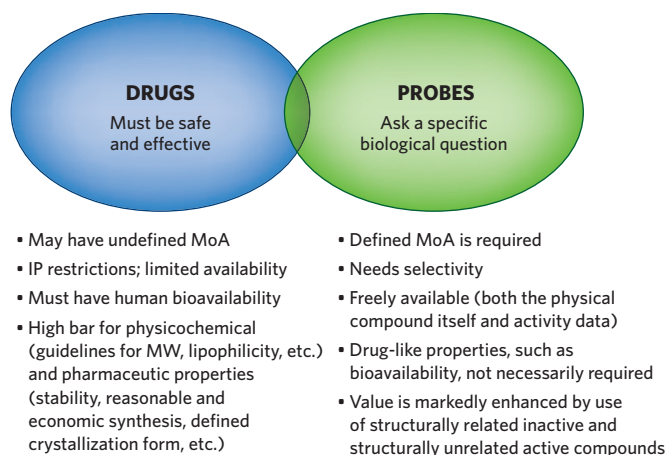 DRUGS
Must be safe
and effective
PROBES
Ask a specific
biological question
▪ May have undefined MoA
▪ IP restrictions; limited availability
▪ Must have human bioavailability
▪ High bar for physicochemical
(guidelines for MW, lipophilicity, etc.)
and pharmaceutic properties
(stability, reasonable and
economic synthesis, defined
crystallization form, etc.)
▪ Defined MoA is required
▪ Needs selectivity
▪ Freely available (both the physical
compound itself and activity data)
▪ Drug-like properties, such as
bioavailability, not necessarily required
▪ Value is markedly enhanced by use
of structurally related inactive and
structurally unrelated active compounds